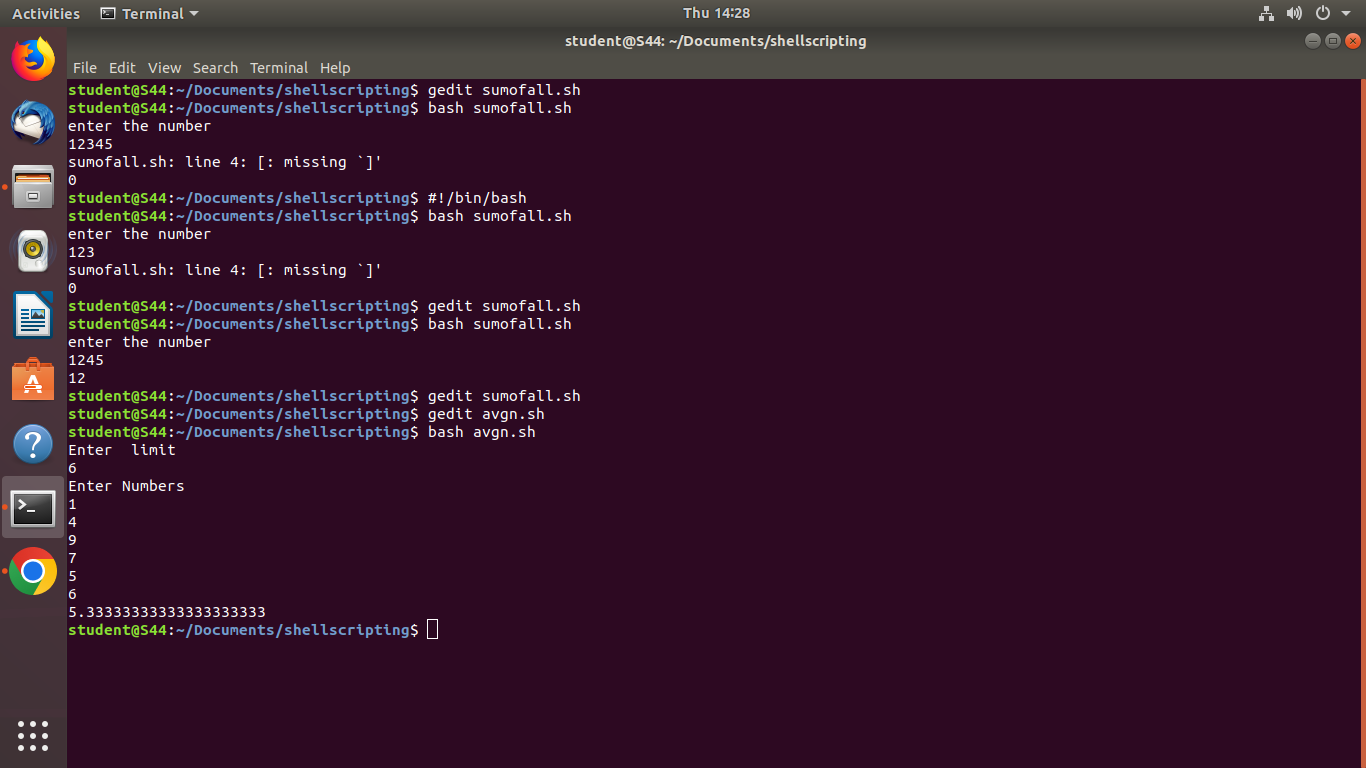 Activities Terminal Thu 14:28
student@S44: ~/Documents/shellscripting
File Edit View Search Terminal Help
student@S44:~/Documents/shellscripting$ gedit sumofall.sh
student@S44:~/Documents/shellscripting$ bash sumofall.sh
enter the number
12345
sumofall.sh: line 4: [: missing `]'
0
student@S44:~/Documents/shellscripting$ #!/bin/bash
student@S44:~/Documents/shellscripting$ bash sumofall.sh
enter the number
123
sumofall.sh: line 4: [: missing `]'
0
student@S44:~/Documents/shellscripting$ gedit sumofall.sh
student@S44:~/Documents/shellscripting$ bash sumofall.sh
enter the number
1245
12
student@S44:~/Documents/shellscripting$ gedit sumofall.sh
student@S44:~/Documents/shellscripting$ gedit avgn.sh
student@S44:~/Documents/shellscripting$ bash avgn.sh
Enter  limit
6
Enter Numbers
1
4
9
7
5
6
5.33333333333333333333
student@S44:~/Documents/shellscripting$